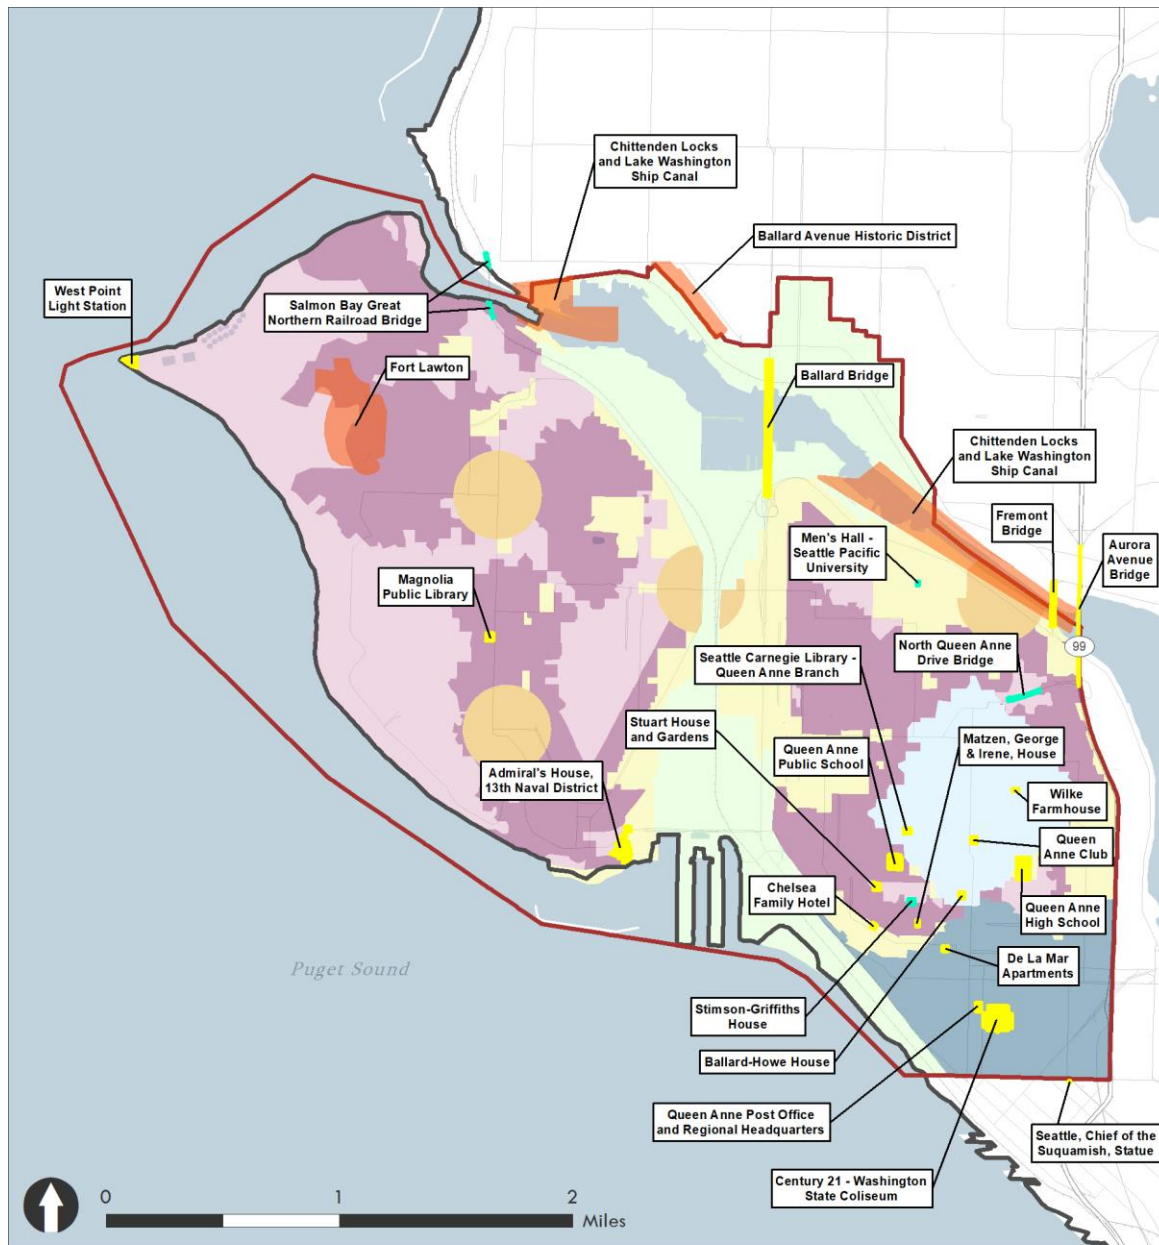 Chittenden Locks
and Lake Washington
Ship Canal
Ballard Avenue Historic District
West Point
Light Station
Salmon Bay Great
Northern Railroad Bridge
Fort Lawton
Ballard Bridge
Chittenden Locks
and Lake Washington
Ship Canal
Fremont
Bridge
Men's Hall -
Seattle Pacific
University
Aurora
Avenue
Bridge
Magnolia
Public Library
99
North Queen Anne
Drive Bridge
Seattle Carnegie Library -
Queen Anne Branch
Stuart House
and Gardens
Queen Anne
Public School
Matzen, George
& Irene, House
Admiral's House,
13th Naval District
Wilke
Farmhouse
Queen
Anne Club
Chelsea
Family Hotel
Queen Anne
High School
De La Mar
Apartments
Puget Sound
Stimson-Griffiths
House
Ballard-Howe House
Queen Anne Post Office
and Regional Headquarters
Seattle, Chief of the
Suquamish, Statue
Century 21 - Washington
State Coliseum
0 1 2
Miles